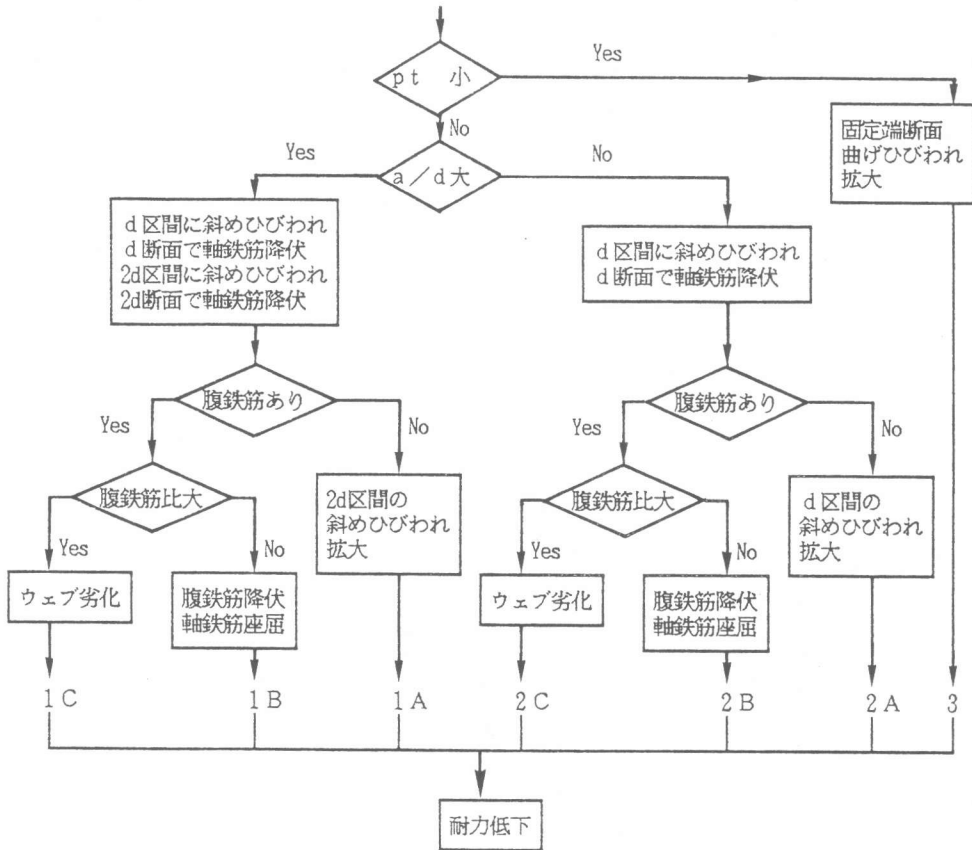 pt 小
Yes
No
固定端断面
曲げひびわれ
拡大
a／d大
Yes
No
d区間に斜めひびわれ
d断面で軸鉄筋降伏
2d区間に斜めひびわれ
2d断面で軸鉄筋降伏
d区間に斜めひびわれ
d断面で軸鉄筋降伏
腹鉄筋あり
Yes
No
腹鉄筋あり
Yes
No
腹鉄筋比大
Yes
No
2d区間の
斜めひびわれ
拡大
腹鉄筋比大
Yes
No
d区間の
斜めひびわれ
拡大
ウェブ劣化
腹鉄筋降伏
軸鉄筋座屈
ウェブ劣化
腹鉄筋降伏
軸鉄筋座屈
1C
1B
1A
2C
2B
2A
3
耐力低下